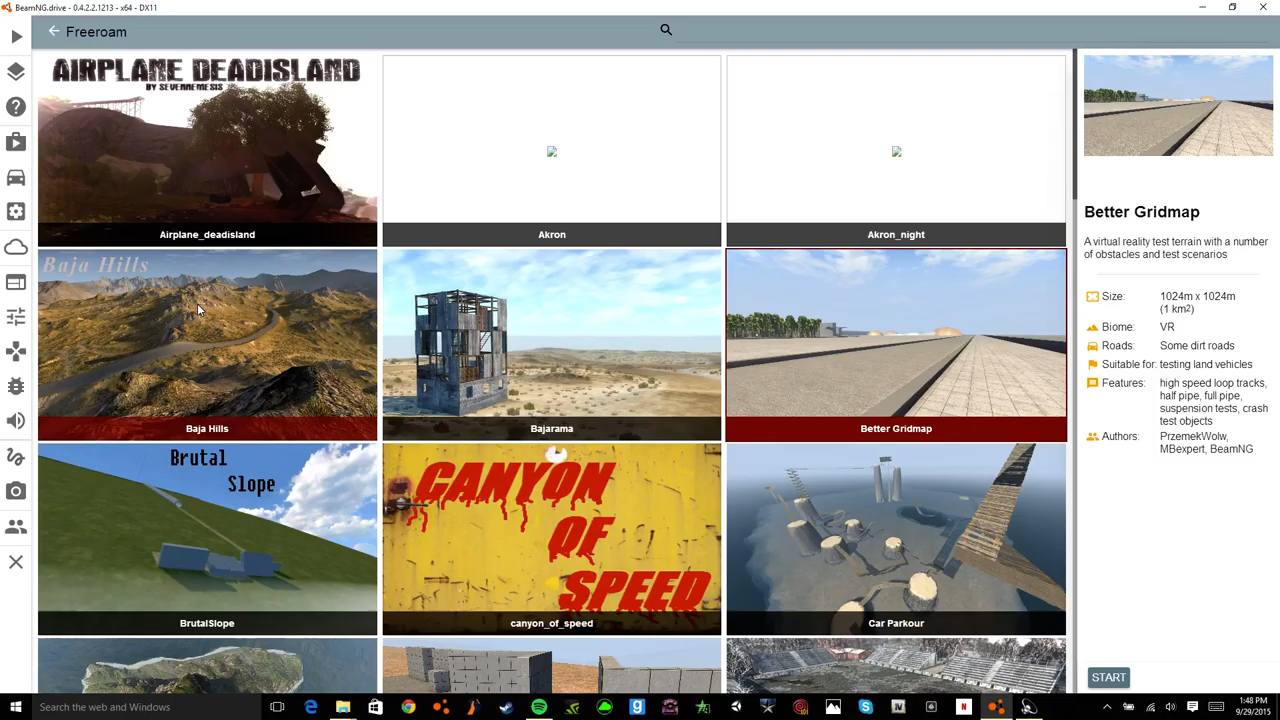 BeamNG.drive - 0.4.2.2.1213 - x64 - DX11
Freeroam
AIRPLANE DEADISLAND
BY SEVENNEMESIS
Airplane_deadisland
Akron
Akron_night
Baja Hills
Baja Hills
Bajarama
Better Gridmap
Brutal
Slope
BrutalSlope
CANYON
OF
SPEED
canyon_of_speed
Car Parkour
Better Gridmap
A virtual reality test terrain with a number
of obstacles and test scenarios
Size: 1024m x 1024m
(1 km²)
Biome: VR
Roads: Some dirt roads
Suitable for: testing land vehicles
Features: high speed loop tracks,
half pipe, full pipe,
suspension tests, crash
test objects
Authors: PrzemekWolw,
MBexpert, BeamNG
START
Search the web and Windows
1:48 PM
9/29/2015